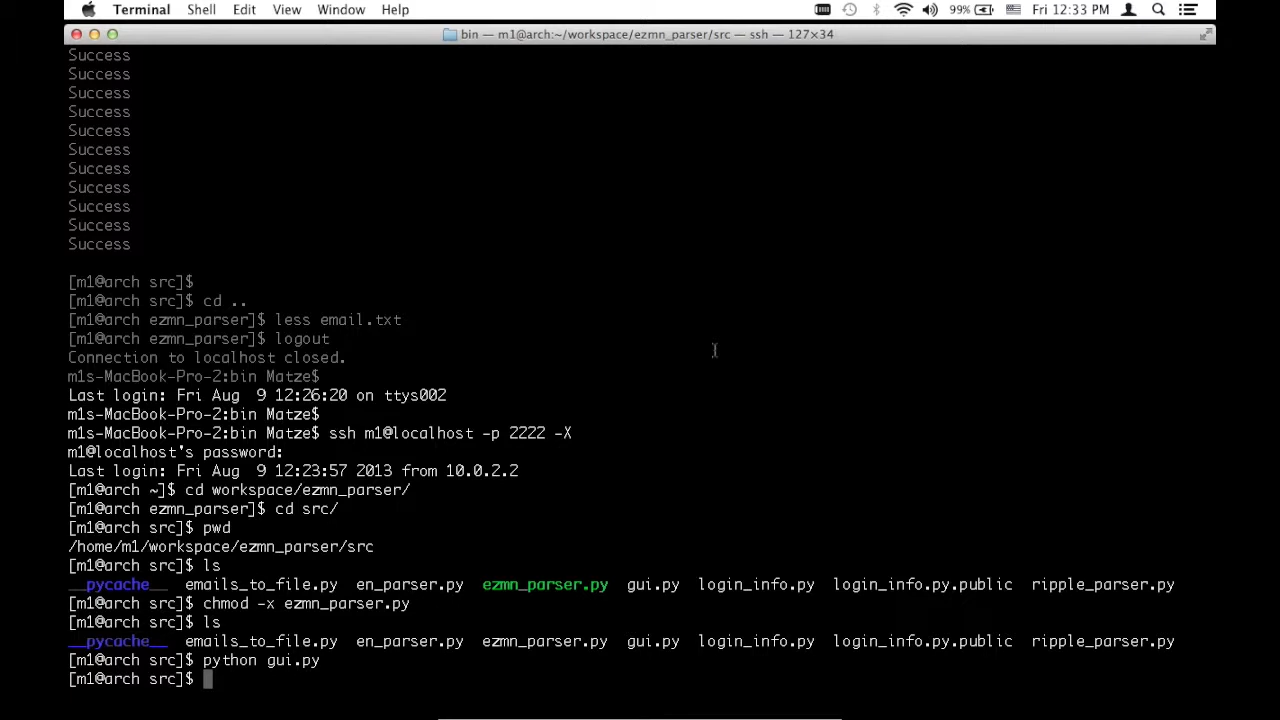 Terminal Shell Edit View Window Help 99% Fri 12:33 PM
bin — m1@arch:~/workspace/ezmn_parser/src — ssh — 127×34
Success
Success
Success
Success
Success
Success
Success
Success
Success
Success
Success
[m1@arch src]$
[m1@arch src]$ cd ..
[m1@arch ezmn_parser]$ less email.txt
[m1@arch ezmn_parser]$ logout
Connection to localhost closed.
m1s-MacBook-Pro-2:bin Matze$
Last login: Fri Aug  9 12:26:20 on ttys002
m1s-MacBook-Pro-2:bin Matze$
m1s-MacBook-Pro-2:bin Matze$ ssh m1@localhost -p 2222 -X
m1@localhost's password:
Last login: Fri Aug  9 12:23:57 2013 from 10.0.2.2
[m1@arch ~]$ cd workspace/ezmn_parser/
[m1@arch ezmn_parser]$ cd src/
[m1@arch src]$ pwd
/home/m1/workspace/ezmn_parser/src
[m1@arch src]$ ls
__pycache__  emails_to_file.py  en_parser.py  ezmn_parser.py  gui.py  login_info.py  login_info.py.public  ripple_parser.py
[m1@arch src]$ chmod -x ezmn_parser.py
[m1@arch src]$ ls
__pycache__  emails_to_file.py  en_parser.py  ezmn_parser.py  gui.py  login_info.py  login_info.py.public  ripple_parser.py
[m1@arch src]$ python gui.py
[m1@arch src]$